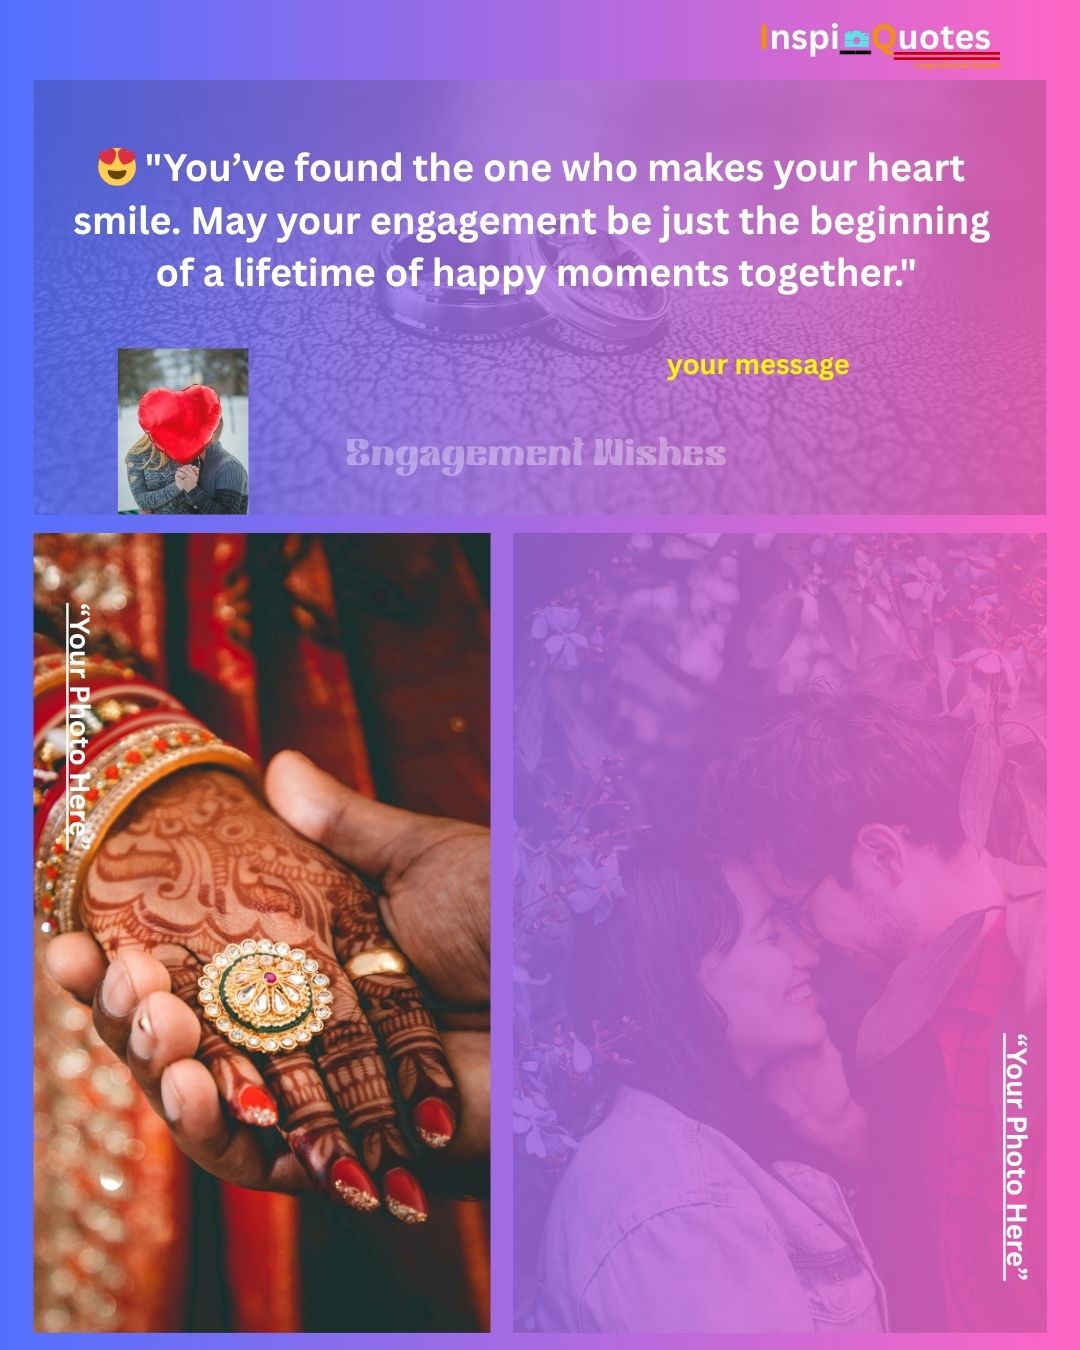 InspiQuotes
😍 "You’ve found the one who makes your heart
smile. May your engagement be just the beginning
of a lifetime of happy moments together."
your message
Engagement Wishes
“Your Photo Here”
“Your Photo Here”